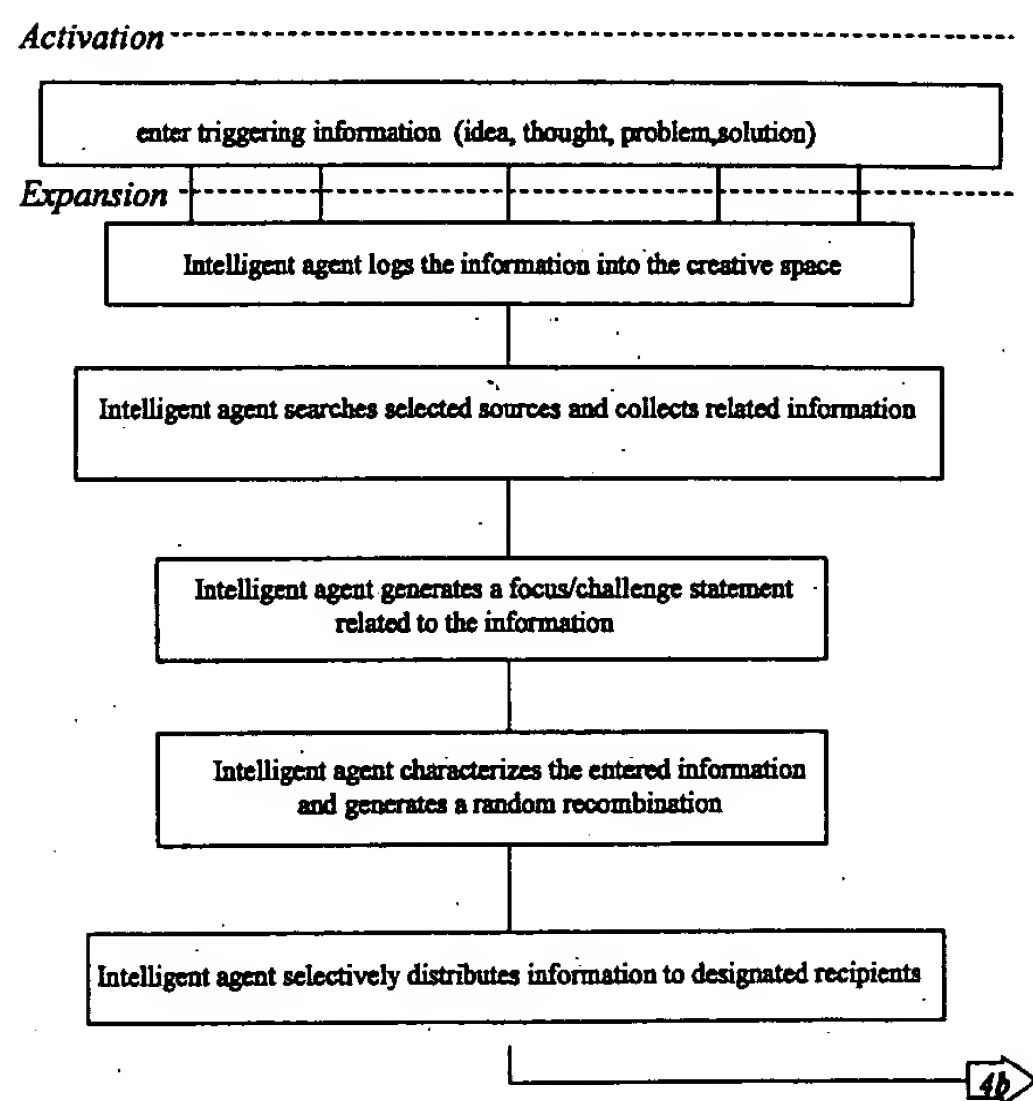 Activation
enter triggering information (idea, thought, problem,solution)
Expansion
Intelligent agent logs the information into the creative space
Intelligent agent searches selected sources and collects related information
Intelligent agent generates a focus/challenge statement
related to the information
Intelligent agent characterizes the entered information
and generates a random recombination
Intelligent agent selectively distributes information to designated recipients
4b